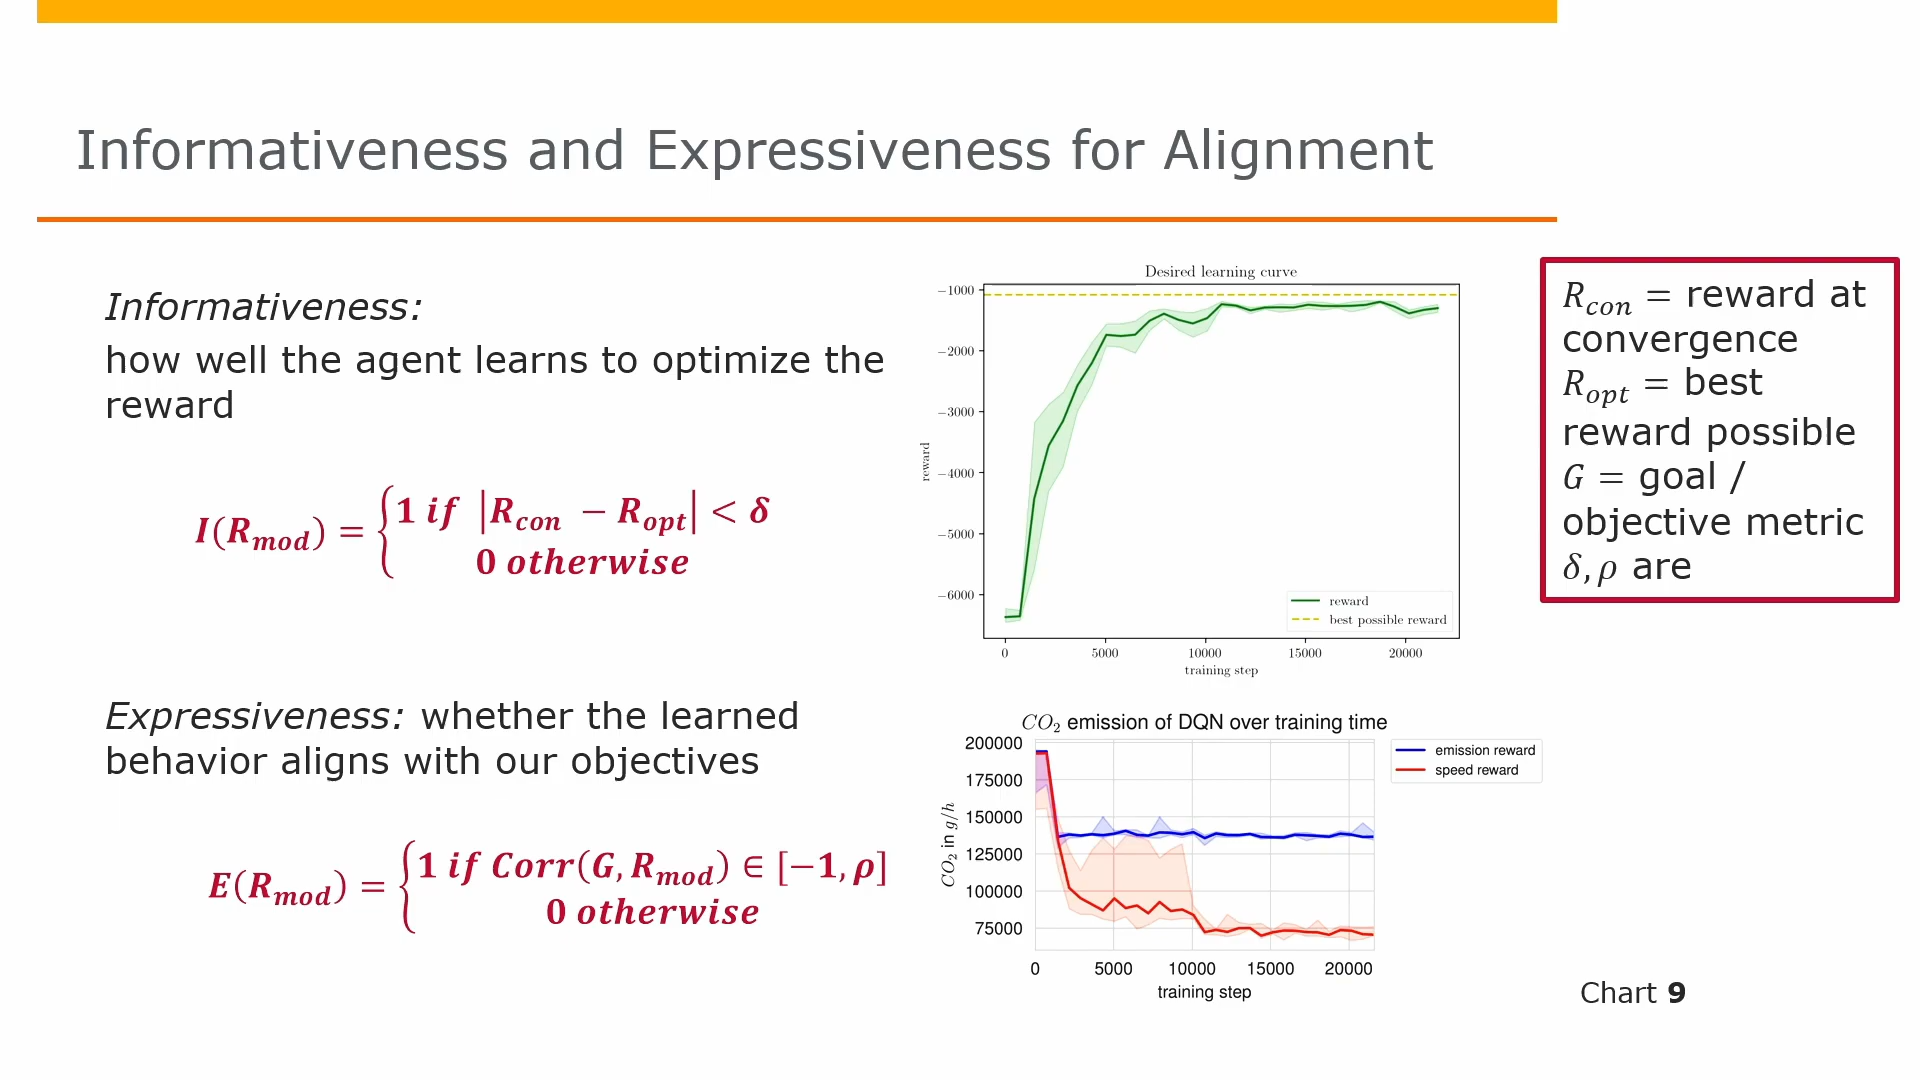 Informativeness and Expressiveness for Alignment
Informativeness:
how well the agent learns to optimize the
reward
I(R_mod) = { 1 if |R_con − R_opt| < δ
0 otherwise
Expressiveness: whether the learned
behavior aligns with our objectives
E(R_mod) = { 1 if Corr(G, R_mod) ∈ [−1, ρ]
0 otherwise
Desired learning curve
−1000
−2000
−3000
−4000
−5000
−6000
reward
reward
best possible reward
0 5000 10000 15000 20000
training step
CO₂ emission of DQN over training time
200000
175000
150000
125000
100000
75000
CO₂ in g/h
emission reward
speed reward
0 5000 10000 15000 20000
training step
R_con = reward at
convergence
R_opt = best
reward possible
G = goal /
objective metric
δ, ρ are
Chart 9